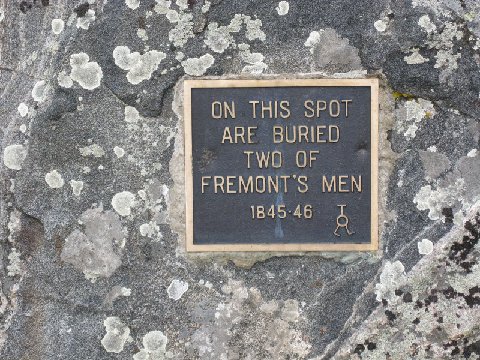 ON THIS SPOT
ARE BURIED
TWO OF
FREMONT'S MEN
1845-46